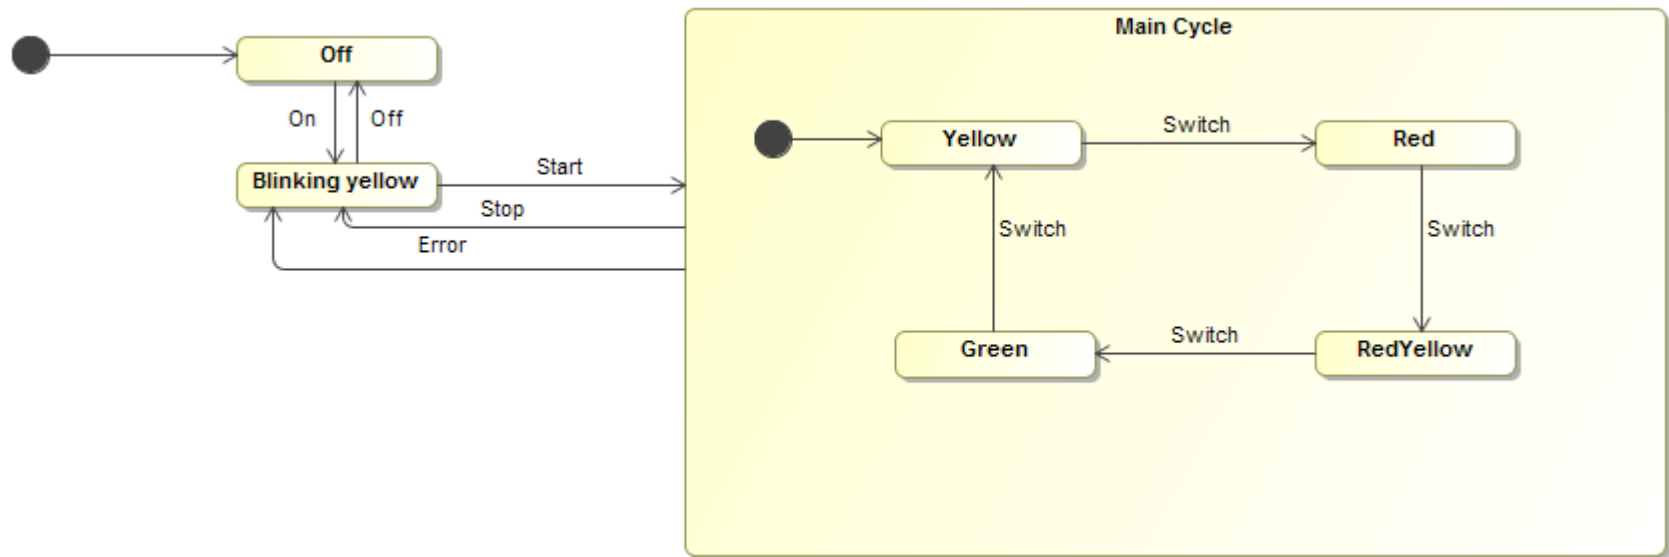 Main Cycle
Off
On
Off
Yellow
Switch
Red
Blinking yellow
Start
Stop
Error
Switch
Switch
Green
Switch
RedYellow